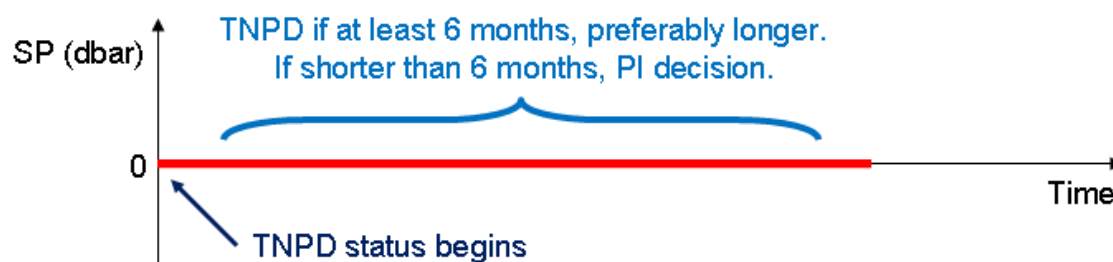 TNPD if at least 6 months, preferably longer.
SP (dbar)
If shorter than 6 months, PI decision.
0
Time
TNPD status begins